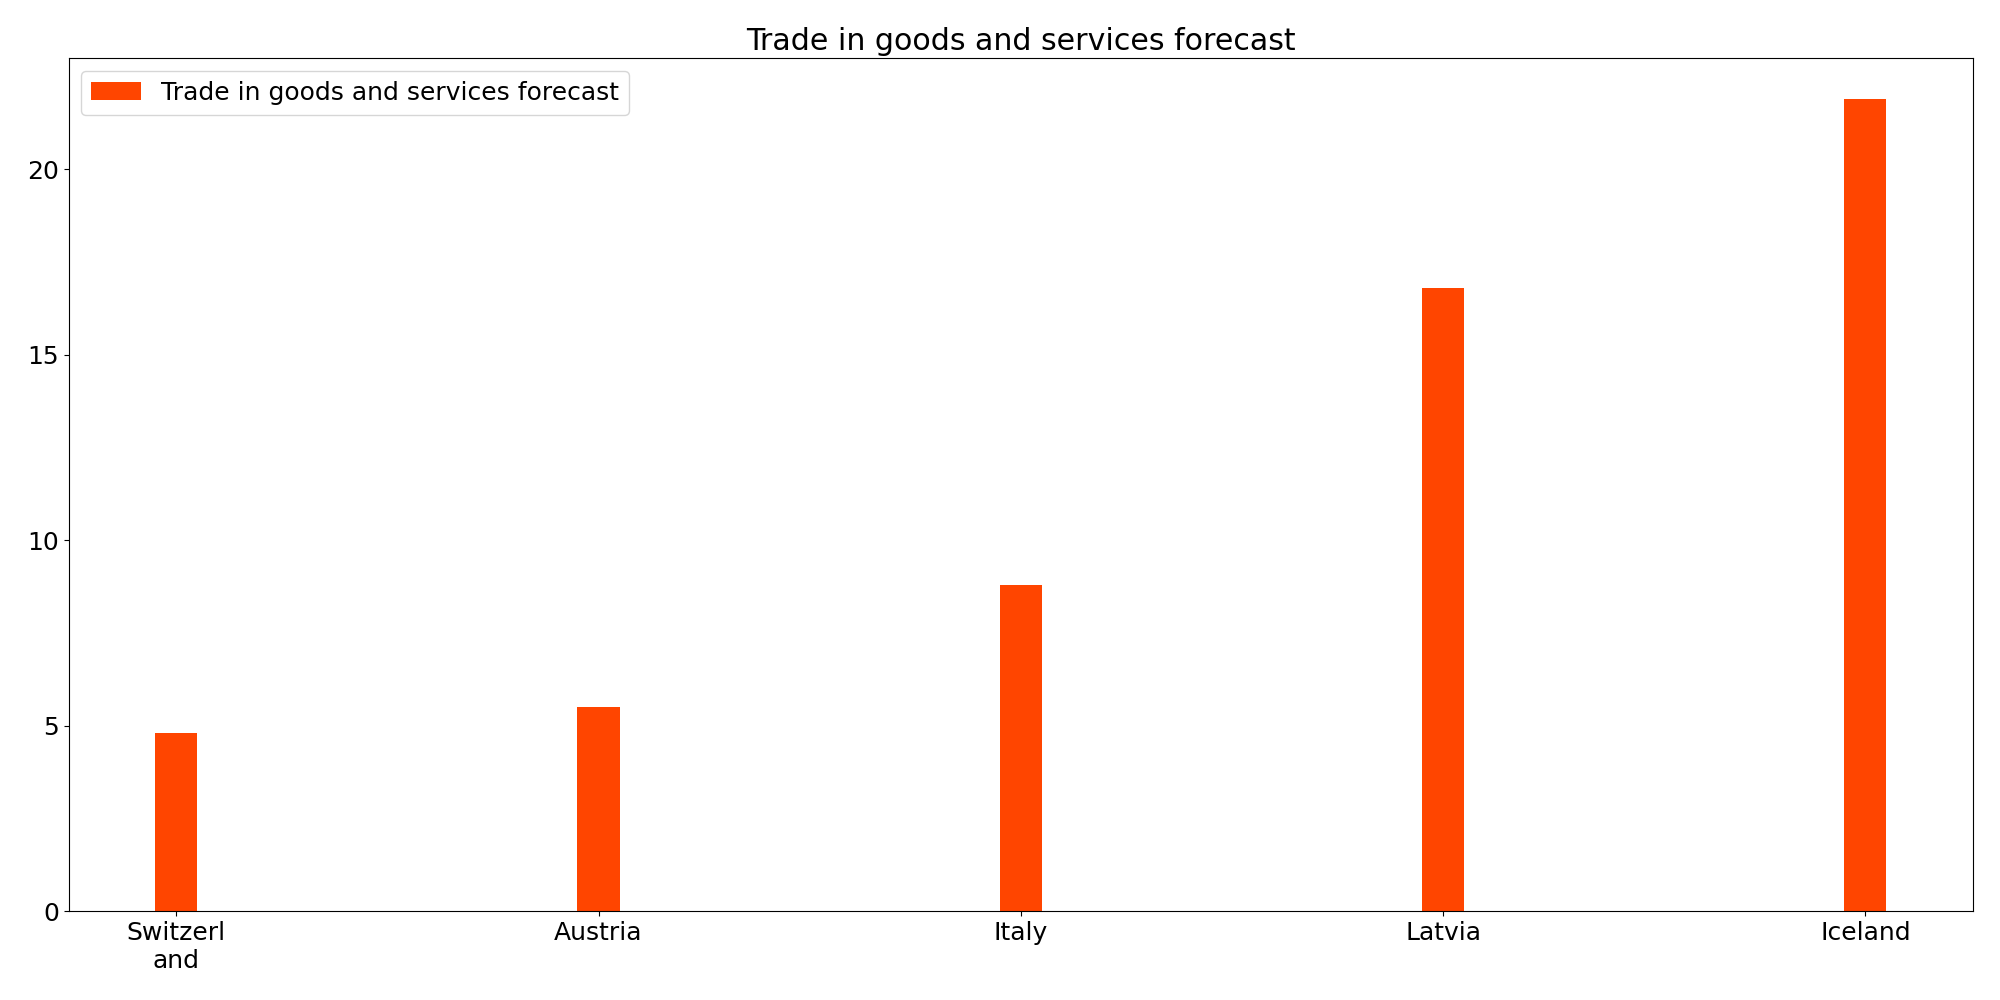 Trade in goods and services forecast
Trade in goods and services forecast
20
15
10
5
0
Switzerl
and
Austria
Italy
Latvia
Iceland